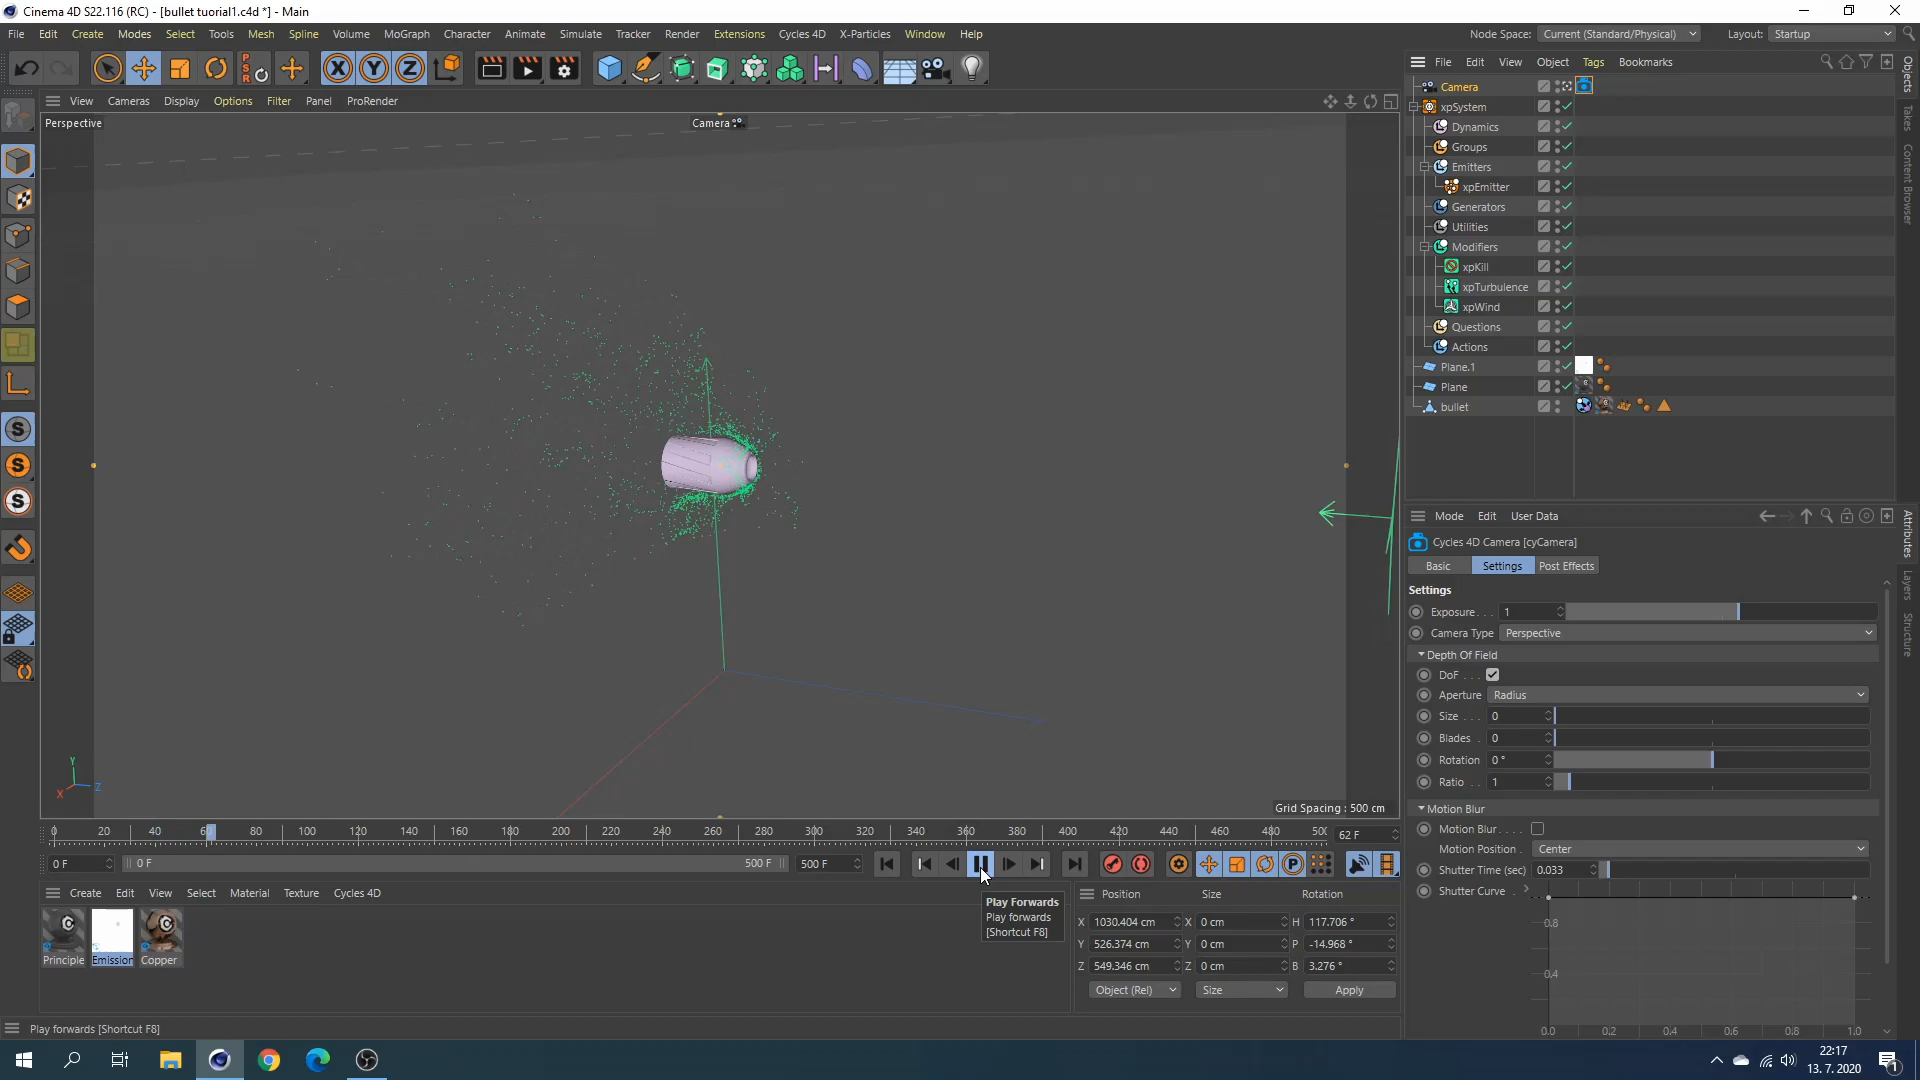 Cinema 4D S22.116 (RC) - [bullet tuorial1.c4d *] - Main
File Edit Create Modes Select Tools Mesh Spline Volume MoGraph Character Animate Simulate Tracker Render Extensions Cycles 4D X-Particles Window Help
Node Space: Current (Standard/Physical) Layout: Startup
PSR X Y Z
File Edit View Object Tags Bookmarks
View Cameras Display Options Filter Panel ProRender
Perspective
Camera
Camera
xpSystem
Dynamics
Groups
Emitters
xpEmitter
Generators
Utilities
Modifiers
xpKill
xpTurbulence
xpWind
Questions
Actions
Plane.1
Plane
bullet
Objects
Takes
Content Browser
Mode Edit User Data
Cycles 4D Camera [cyCamera]
Basic Settings Post Effects
Settings
Exposure. . . 1
Camera Type Perspective
Depth Of Field
DoF . . .
Aperture Radius
Size . . . 0
Blades . 0
Rotation 0 °
Ratio . . 1
Motion Blur
Motion Blur. . . .
Motion Position . Center
Shutter Time (sec) 0.033
Shutter Curve .
0.8
0.4
0.0 0.2 0.4 0.6 0.8 1.0
Attributes
Layers
Structure
Y
X Z
Grid Spacing : 500 cm
0 20 40 60 80 100 120 140 160 180 200 220 240 260 280 300 320 340 360 380 400 420 440 460 480 500
62 F
0 F 0 F 500 F 500 F
Play Forwards
Play forwards
[Shortcut F8]
Create Edit View Select Material Texture Cycles 4D
Principle Emission Copper
Position Size Rotation
X 1030.404 cm X 0 cm H 117.706 °
Y 526.374 cm Y 0 cm P -14.968 °
Z 549.346 cm Z 0 cm B 3.276 °
Object (Rel) Size Apply
Play forwards [Shortcut F8]
22:17
13. 7. 2020
1